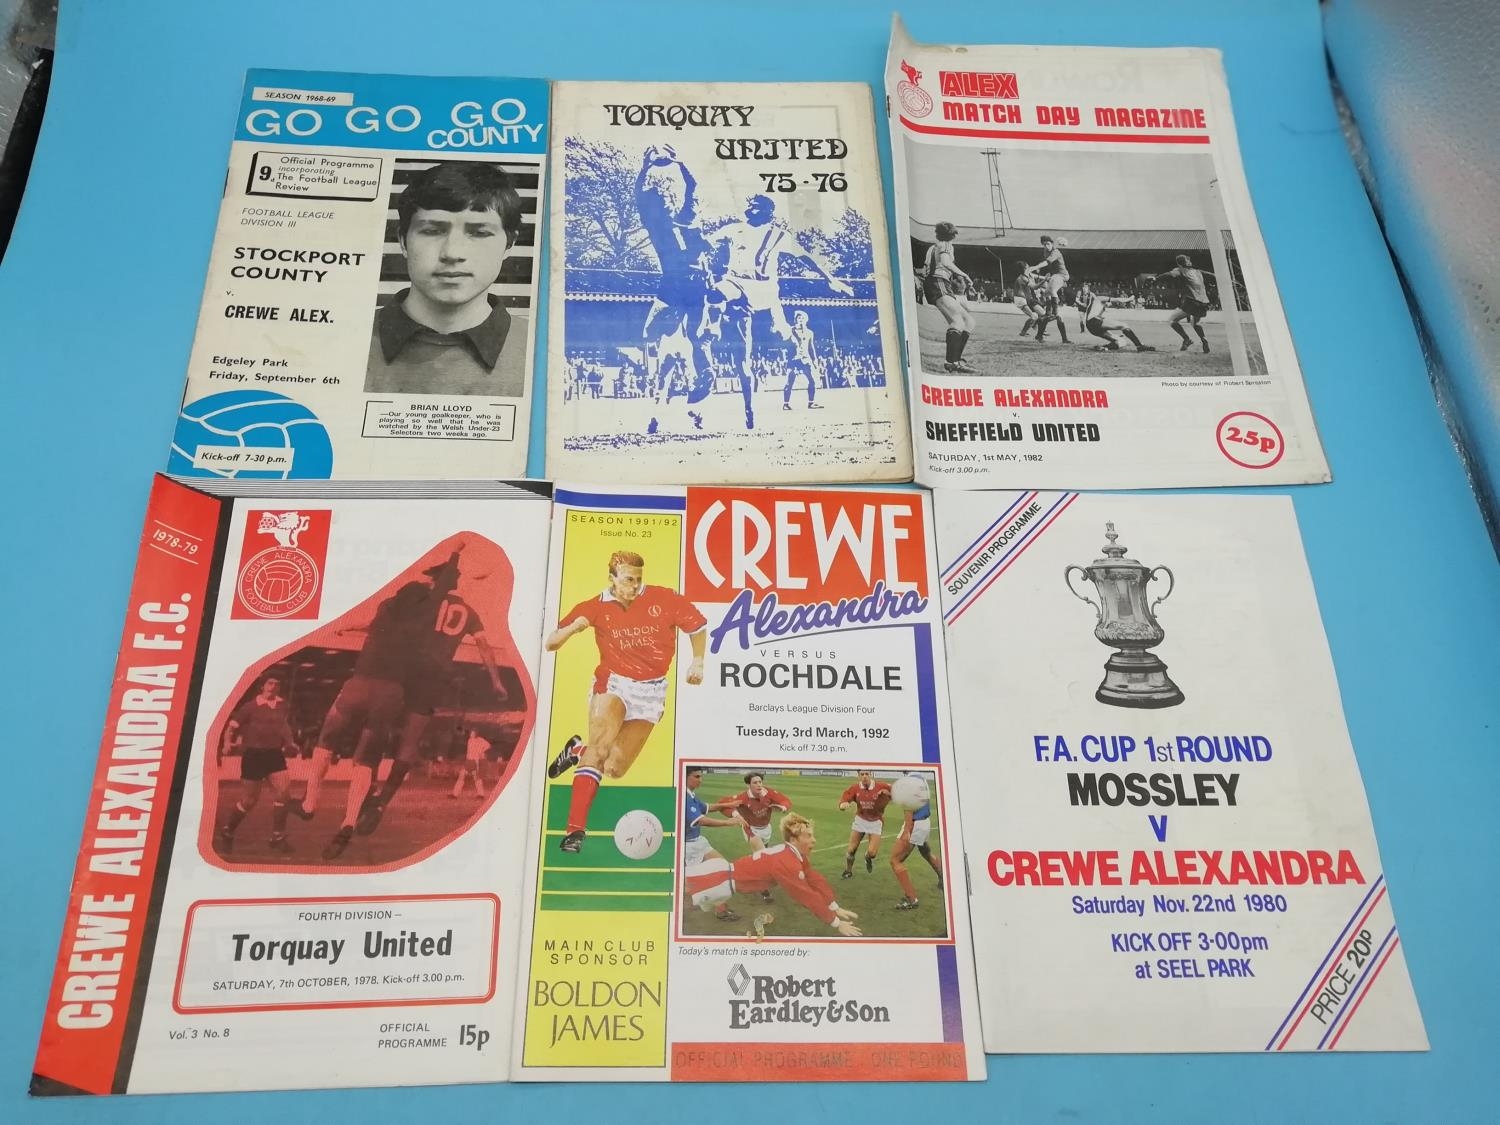 SEASON 1968-69
GO GO GO
COUNTY
9d.
Official Programme
incorporating
The Football League
Review
FOOTBALL LEAGUE
DIVISION III
STOCKPORT
COUNTY
v.
CREWE ALEX.
Edgeley Park
Friday, September 6th
BRIAN LLOYD
—Our young goalkeeper, who is
playing so well that he was
watched by the Welsh Under-23
Selectors two weeks ago.
Kick-off 7-30 p.m.
TORQUAY
UNITED
75-76
ALEX
MATCH DAY MAGAZINE
Photo by courtesy of Robert Spreston
CREWE ALEXANDRA
v.
SHEFFIELD UNITED
SATURDAY, 1st MAY, 1982
Kick-off 3.00 p.m.
25p
1978-79
CREWE ALEXANDRA F.C.
CREWE ALEXANDRA
FOOTBALL CLUB
10
FOURTH DIVISION —
Torquay United
SATURDAY, 7th OCTOBER, 1978. Kick-off 3.00 p.m.
Vol. 3 No. 8
OFFICIAL
PROGRAMME 15p
SEASON 1991/92
Issue No. 23
CREWE
Alexandra
VERSUS
ROCHDALE
Barclays League Division Four
Tuesday, 3rd March, 1992
Kick off 7.30 p.m.
BOLDON
JAMES
MAIN CLUB
SPONSOR
BOLDON
JAMES
Today's match is sponsored by:
Robert
Eardley & Son
OFFICIAL PROGRAMME - ONE POUND
SOUVENIR PROGRAMME
F.A. CUP 1st ROUND
MOSSLEY
V
CREWE ALEXANDRA
Saturday Nov. 22nd 1980
KICK OFF 3-00pm
at SEEL PARK
PRICE 20p